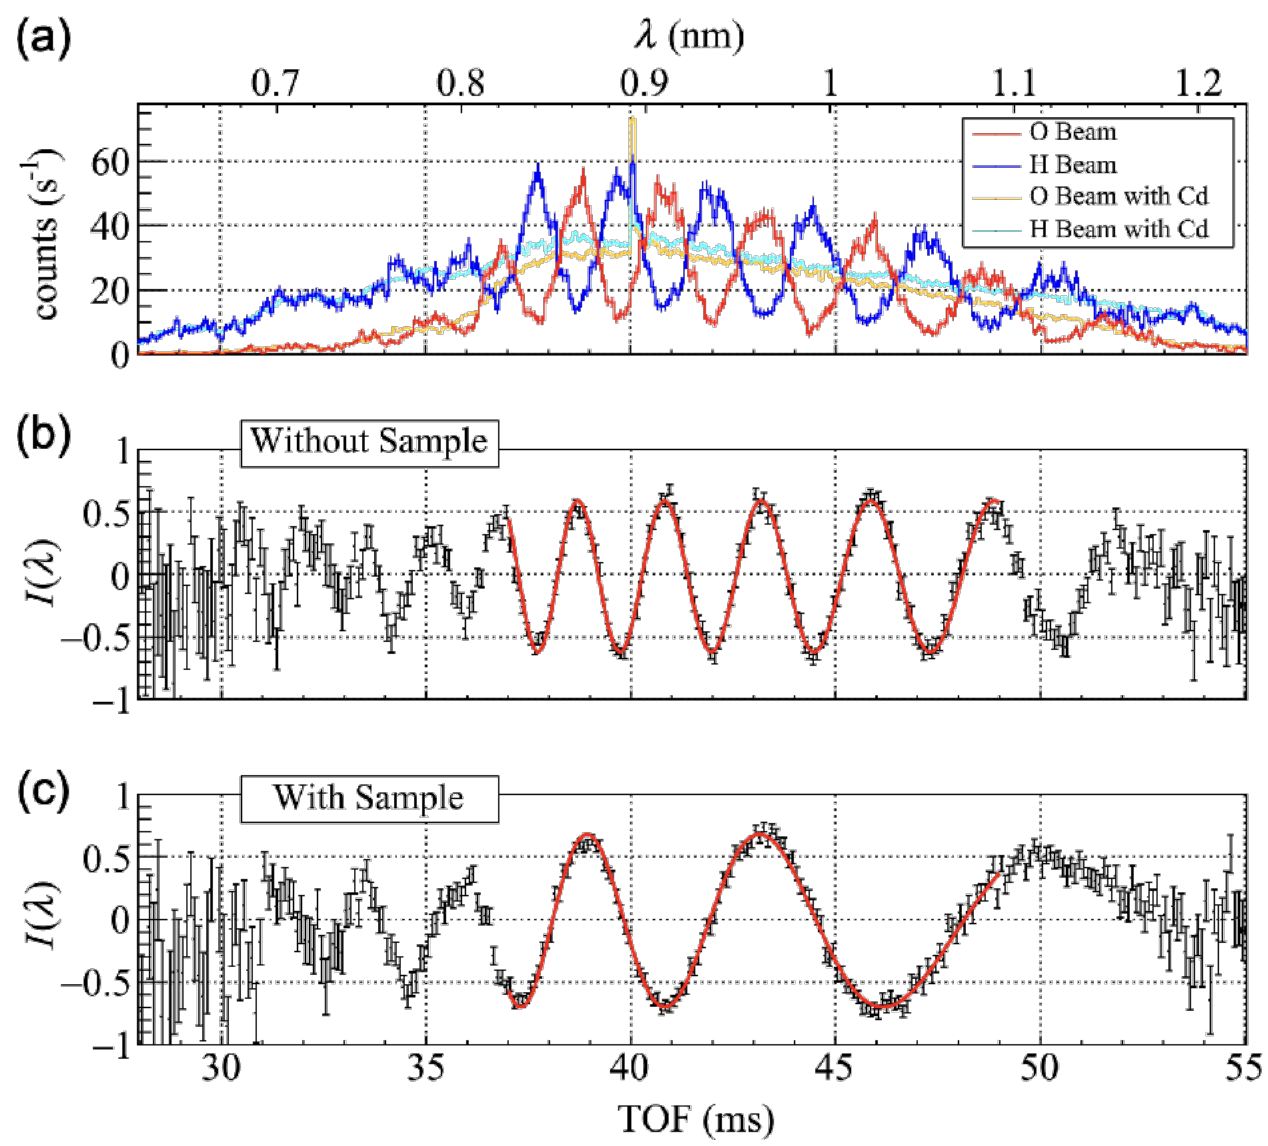 (a)
λ (nm)
0.7 0.8 0.9 1 1.1 1.2
counts (s⁻¹)
60
40
20
0
O Beam
H Beam
O Beam with Cd
H Beam with Cd
(b)
Without Sample
I(λ)
1
0.5
0
−0.5
−1
(c)
With Sample
I(λ)
1
0.5
0
−0.5
−1
30 35 40 45 50 55
TOF (ms)